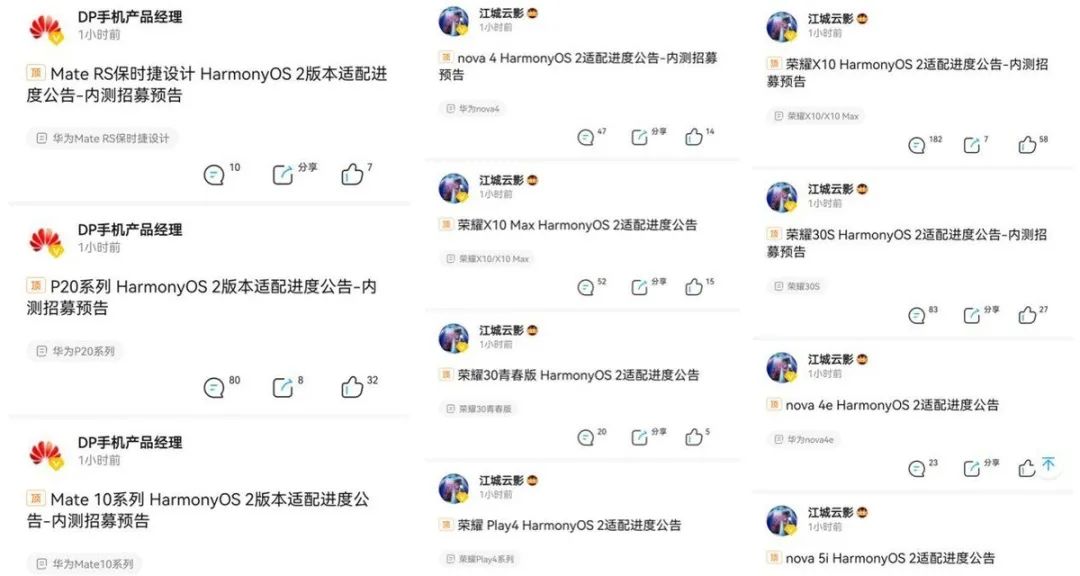 DP手机产品经理
1小时前
顶 Mate RS保时捷设计 HarmonyOS 2版本适配进
度公告-内测招募预告
华为Mate RS保时捷设计
10 分享 7
DP手机产品经理
1小时前
顶 P20系列 HarmonyOS 2版本适配进度公告-内
测招募预告
华为P20系列
80 8 32
DP手机产品经理
1小时前
顶 Mate 10系列 HarmonyOS 2版本适配进度公
告-内测招募预告
华为Mate10系列
江城云影
1小时前
顶 nova 4 HarmonyOS 2适配进度公告-内测招募
预告
华为nova4
47 分享 14
江城云影
1小时前
顶 荣耀X10 Max HarmonyOS 2适配进度公告
荣耀X10/X10 Max
52 分享 15
江城云影
1小时前
顶 荣耀30青春版 HarmonyOS 2适配进度公告
荣耀30青春版
20 分享 5
江城云影
1小时前
顶 荣耀 Play4 HarmonyOS 2适配进度公告
荣耀Play4系列
江城云影
1小时前
顶 荣耀X10 HarmonyOS 2适配进度公告-内测招募
预告
荣耀X10/X10 Max
182 7 58
江城云影
1小时前
顶 荣耀30S HarmonyOS 2适配进度公告-内测招募
预告
荣耀30S
83 分享 27
江城云影
1小时前
顶 nova 4e HarmonyOS 2适配进度公告
华为nova4e
23 分享
江城云影
1小时前
顶 nova 5i HarmonyOS 2适配进度公告